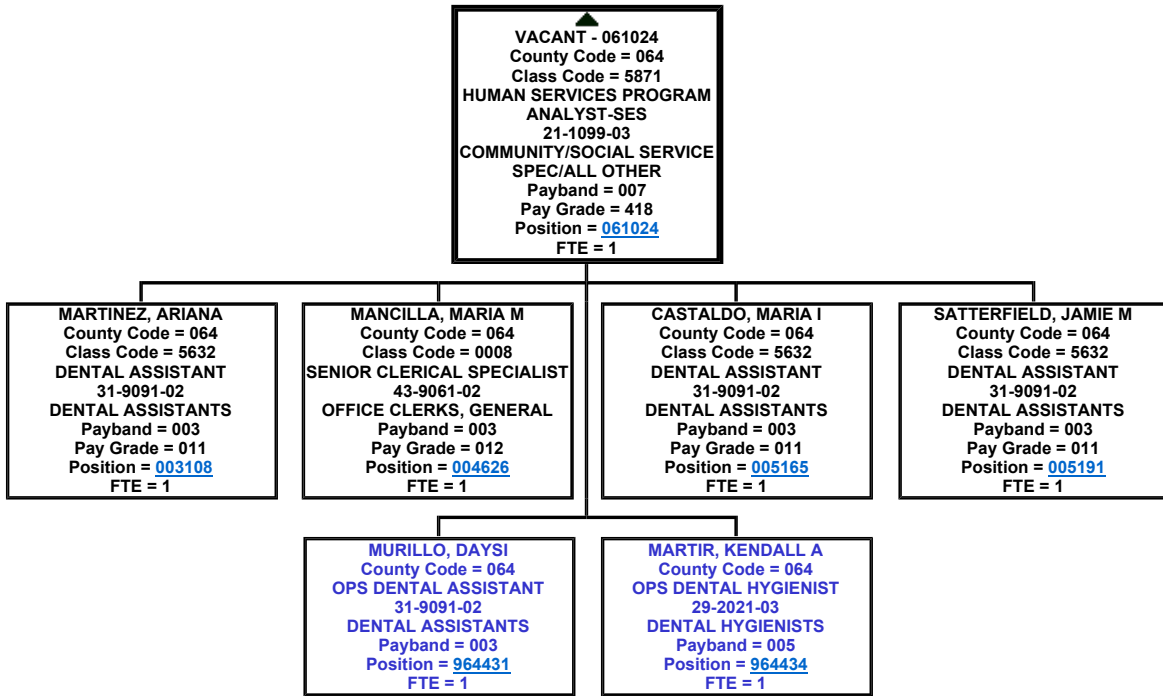 VACANT - 061024
County Code = 064
Class Code = 5871
HUMAN SERVICES PROGRAM
ANALYST-SES
21-1099-03
COMMUNITY/SOCIAL SERVICE
SPEC/ALL OTHER
Payband = 007
Pay Grade = 418
Position = 061024
FTE = 1
MARTINEZ, ARIANA
County Code = 064
Class Code = 5632
DENTAL ASSISTANT
31-9091-02
DENTAL ASSISTANTS
Payband = 003
Pay Grade = 011
Position = 003108
FTE = 1
MANCILLA, MARIA M
County Code = 064
Class Code = 0008
SENIOR CLERICAL SPECIALIST
43-9061-02
OFFICE CLERKS, GENERAL
Payband = 003
Pay Grade = 012
Position = 004626
FTE = 1
CASTALDO, MARIA I
County Code = 064
Class Code = 5632
DENTAL ASSISTANT
31-9091-02
DENTAL ASSISTANTS
Payband = 003
Pay Grade = 011
Position = 005165
FTE = 1
SATTERFIELD, JAMIE M
County Code = 064
Class Code = 5632
DENTAL ASSISTANT
31-9091-02
DENTAL ASSISTANTS
Payband = 003
Pay Grade = 011
Position = 005191
FTE = 1
MURILLO, DAYSI
County Code = 064
OPS DENTAL ASSISTANT
31-9091-02
DENTAL ASSISTANTS
Payband = 003
Position = 964431
FTE = 1
MARTIR, KENDALL A
County Code = 064
OPS DENTAL HYGIENIST
29-2021-03
DENTAL HYGIENISTS
Payband = 005
Position = 964434
FTE = 1